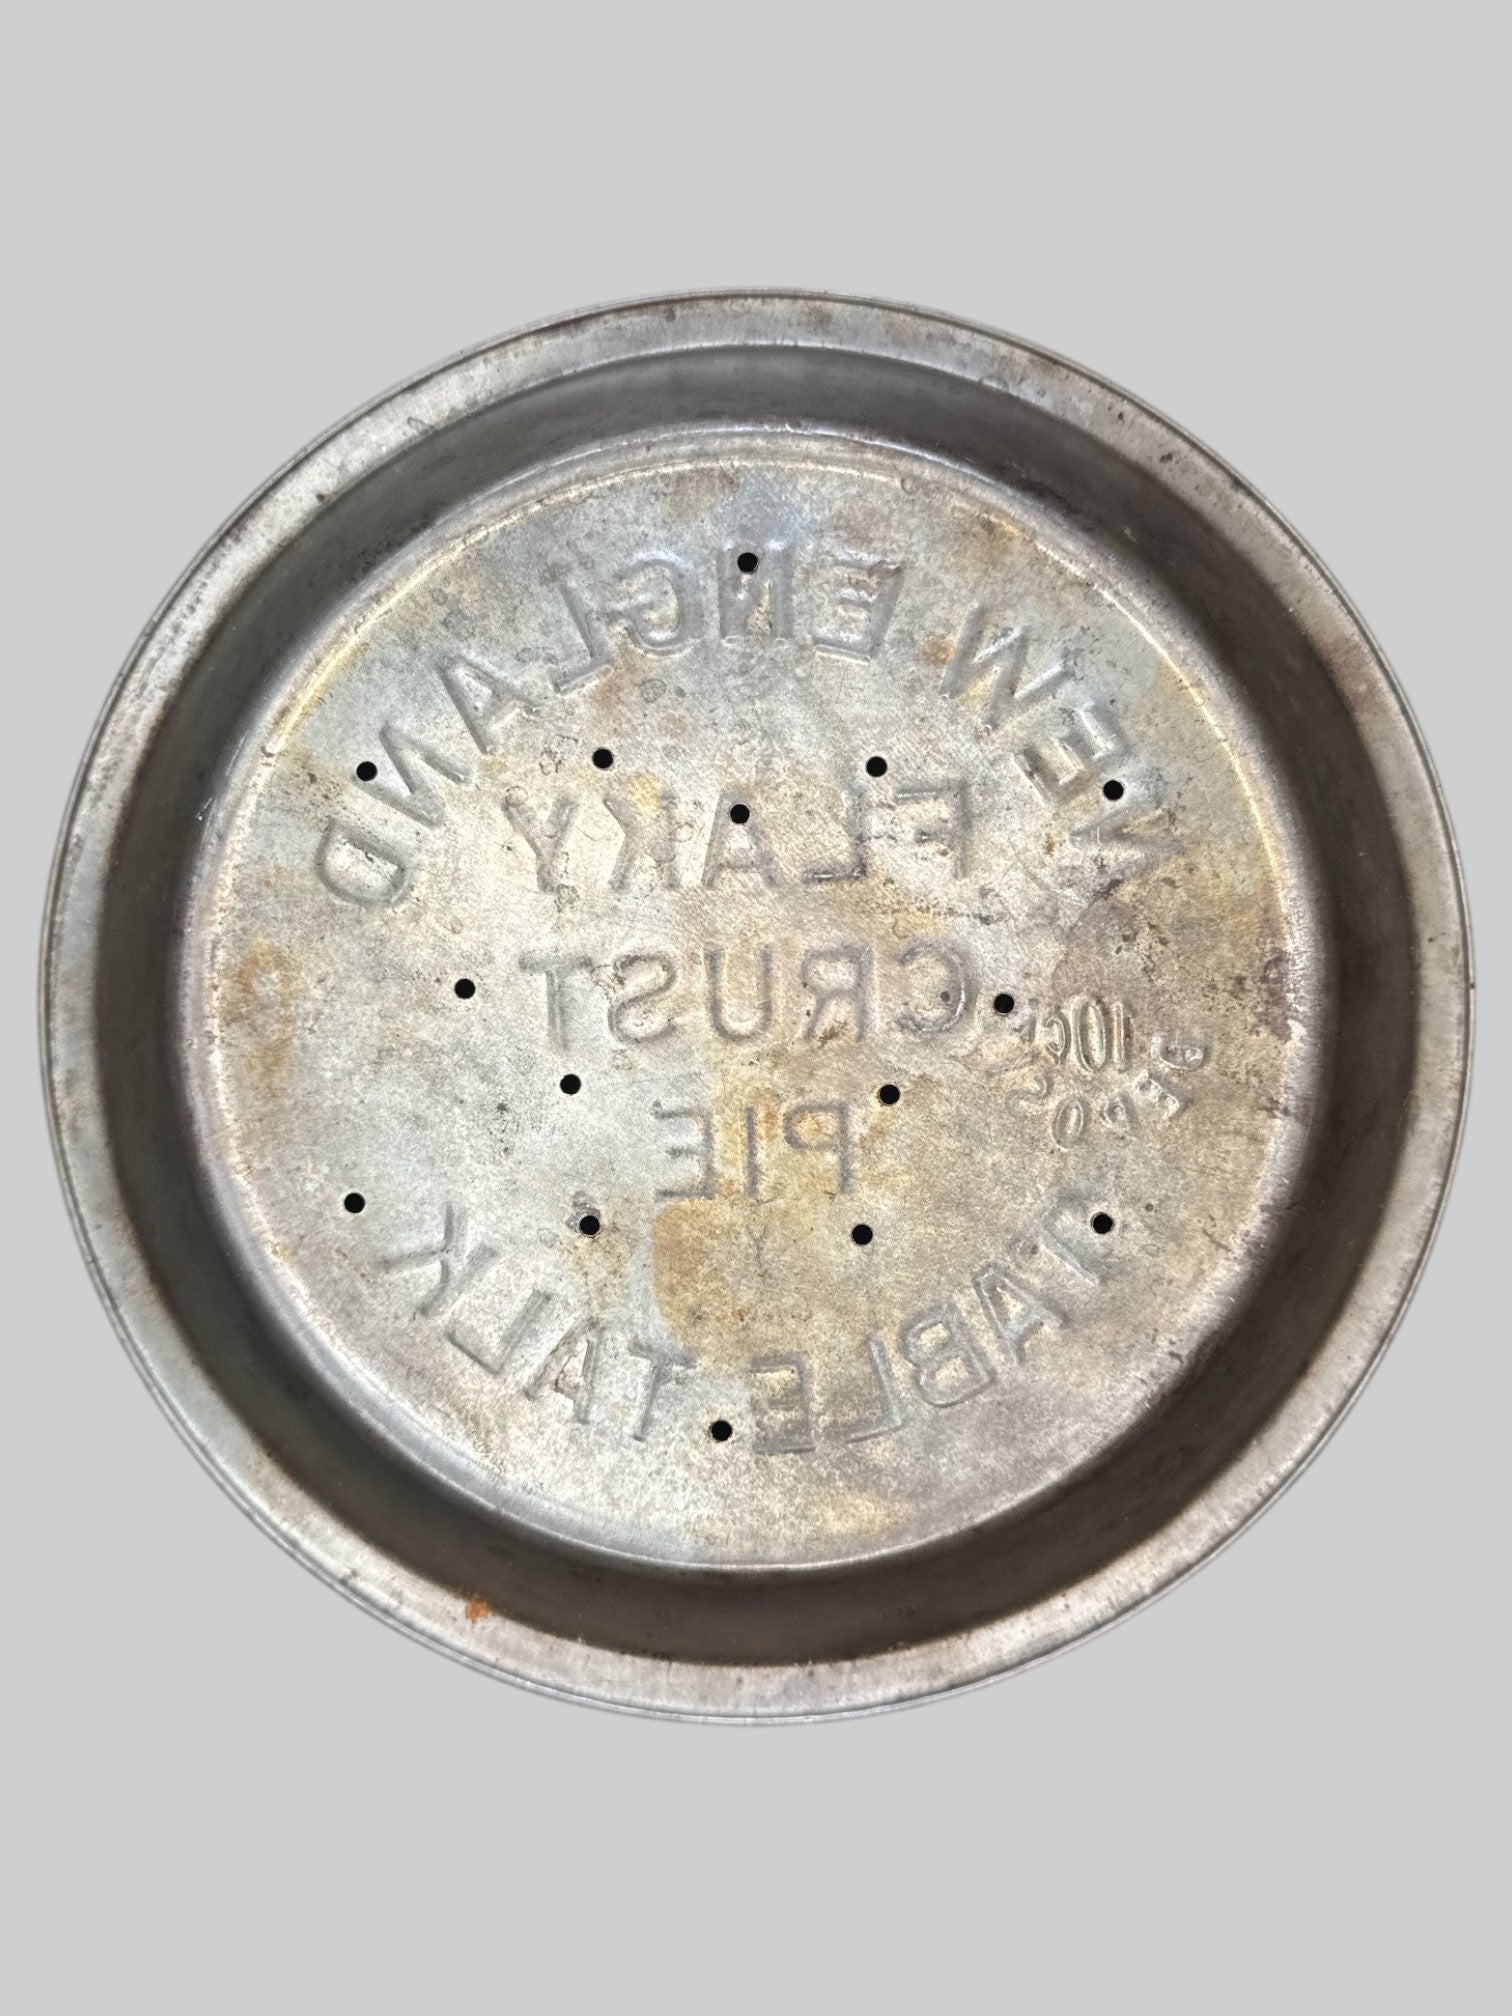 NEW ENGLAND
FLAKY
CRUST
PIE
TABLE TALK
10¢
DEPOSIT